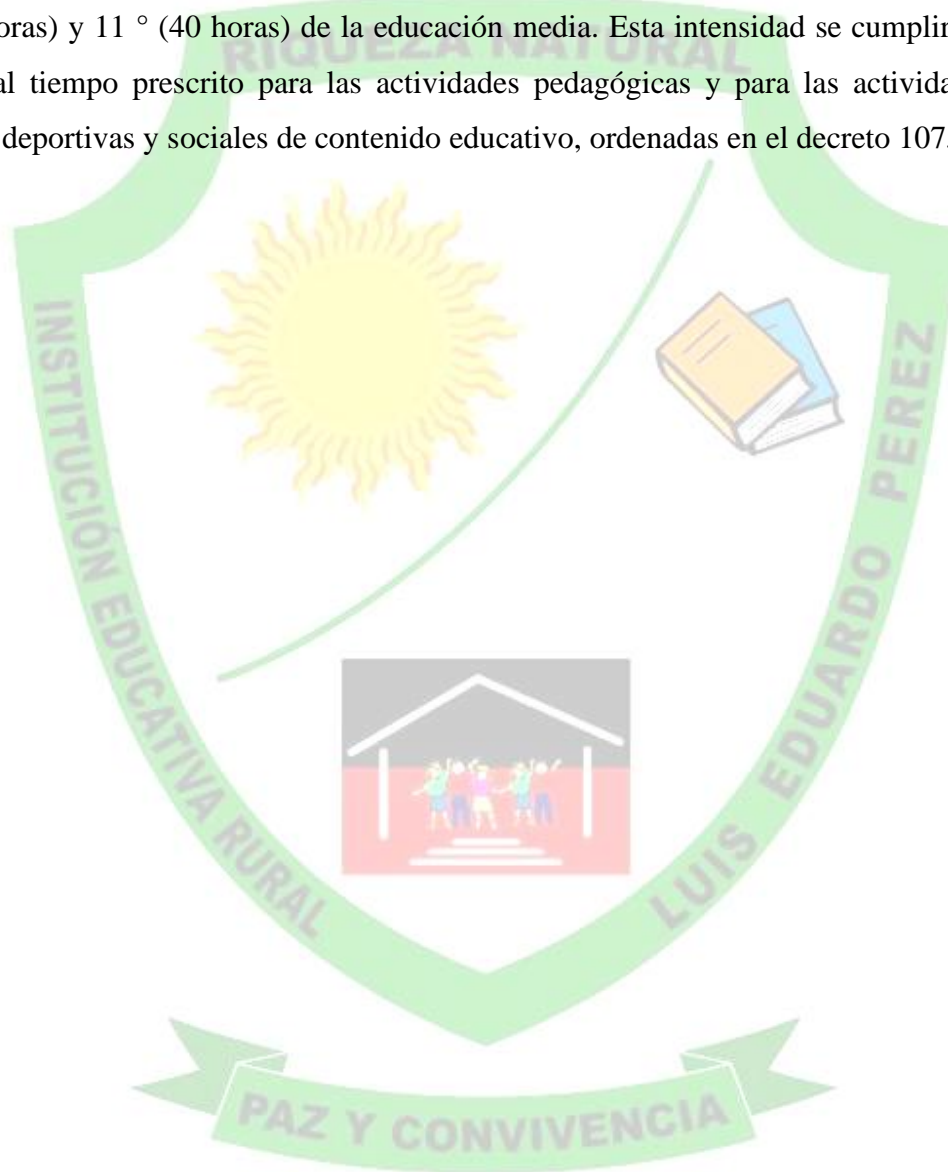 oras) y 11 ° (40 horas) de la educación media. Esta intensidad se cumplir
al tiempo prescrito para las actividades pedagógicas y para las activida
deportivas y sociales de contenido educativo, ordenadas en el decreto 107
RIQUEZA NATURAL
INSTITUCIÓN EDUCATIVA RURAL
LUIS EDUARDO PEREZ
PAZ Y CONVIVENCIA